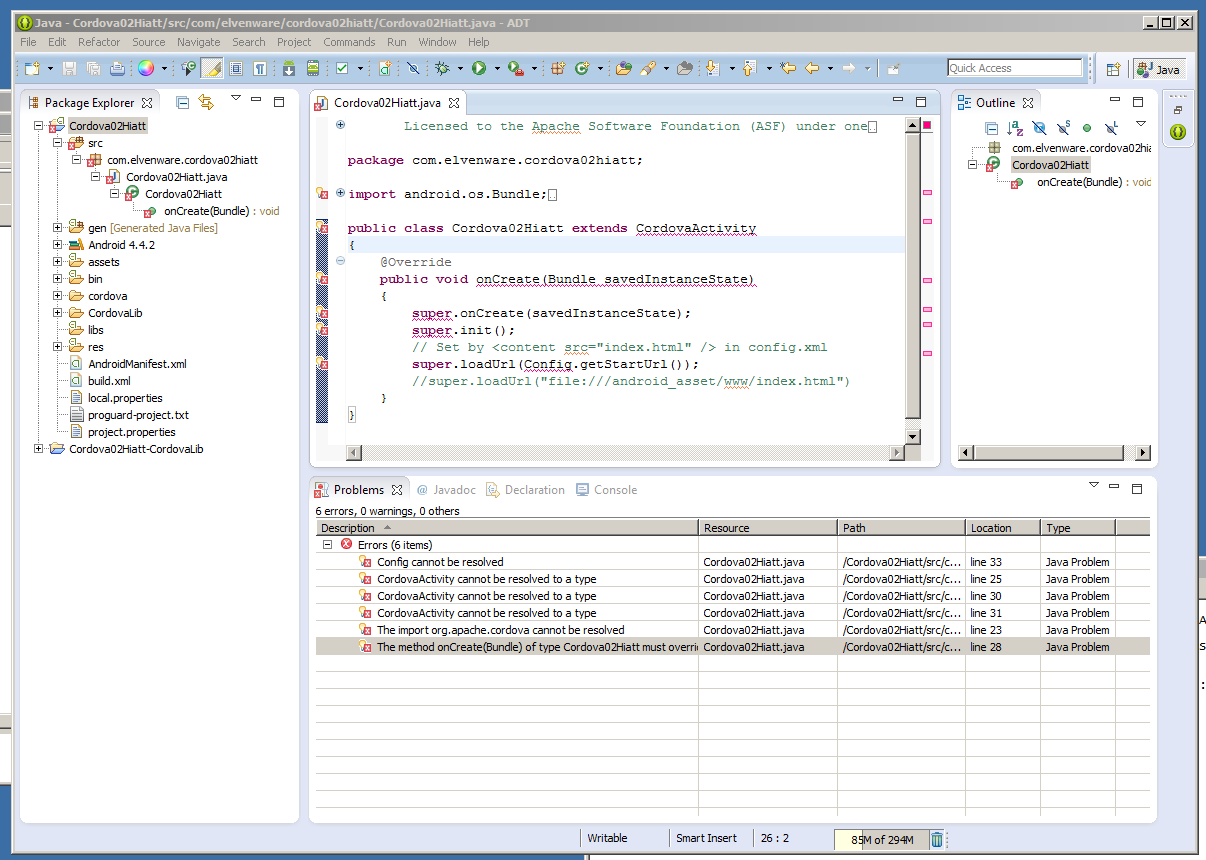 Java - Cordova02Hiatt/src/com/elvenware/cordova02hiatt/Cordova02Hiatt.java - ADT
File Edit Refactor Source Navigate Search Project Commands Run Window Help
Quick Access
Java
Package Explorer
Cordova02Hiatt
src
com.elvenware.cordova02hiatt
Cordova02Hiatt.java
Cordova02Hiatt
onCreate(Bundle) : void
gen [Generated Java Files]
Android 4.4.2
assets
bin
cordova
CordovaLib
libs
res
AndroidManifest.xml
build.xml
local.properties
proguard-project.txt
project.properties
Cordova02Hiatt-CordovaLib
Cordova02Hiatt.java
Licensed to the Apache Software Foundation (ASF) under one
package com.elvenware.cordova02hiatt;
import android.os.Bundle;
public class Cordova02Hiatt extends CordovaActivity
{
@Override
public void onCreate(Bundle savedInstanceState)
{
super.onCreate(savedInstanceState);
super.init();
// Set by <content src="index.html" /> in config.xml
super.loadUrl(Config.getStartUrl());
//super.loadUrl("file:///android_asset/www/index.html")
}
}
Outline
com.elvenware.cordova02hia
Cordova02Hiatt
onCreate(Bundle) : void
Problems @ Javadoc Declaration Console
6 errors, 0 warnings, 0 others
Description Resource Path Location Type
Errors (6 items)
Config cannot be resolved Cordova02Hiatt.java /Cordova02Hiatt/src/c... line 33 Java Problem
CordovaActivity cannot be resolved to a type Cordova02Hiatt.java /Cordova02Hiatt/src/c... line 25 Java Problem
CordovaActivity cannot be resolved to a type Cordova02Hiatt.java /Cordova02Hiatt/src/c... line 30 Java Problem
CordovaActivity cannot be resolved to a type Cordova02Hiatt.java /Cordova02Hiatt/src/c... line 31 Java Problem
The import org.apache.cordova cannot be resolved Cordova02Hiatt.java /Cordova02Hiatt/src/c... line 23 Java Problem
The method onCreate(Bundle) of type Cordova02Hiatt must overri Cordova02Hiatt.java /Cordova02Hiatt/src/c... line 28 Java Problem
Writable Smart Insert 26 : 2 85M of 294M